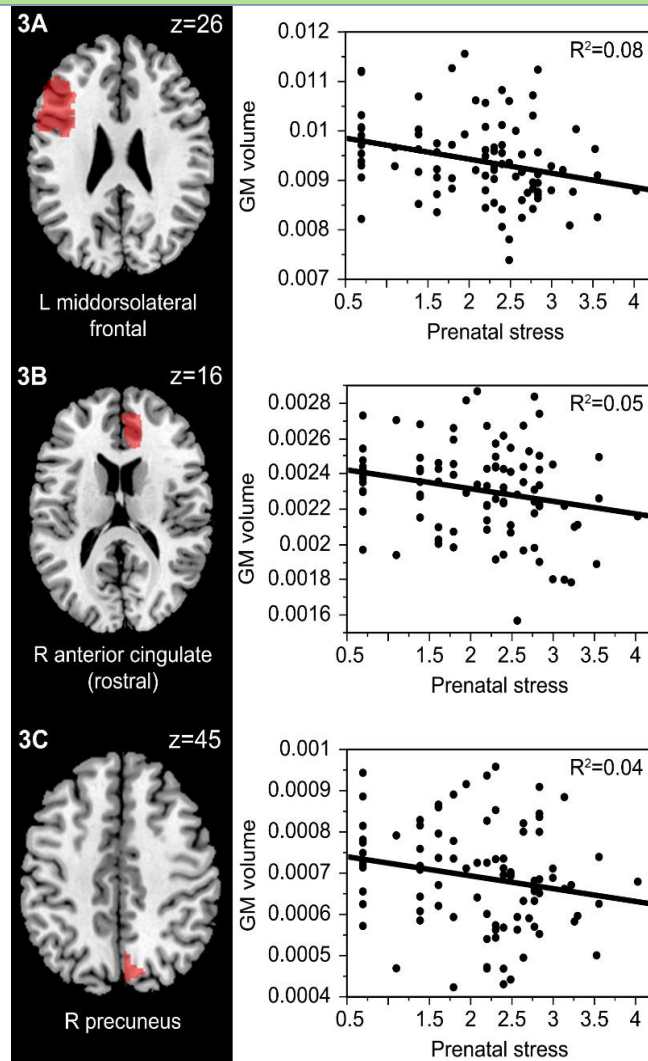 3A
z=26
L middorsolateral
frontal
R²=0.08
GM volume
0.012
0.011
0.01
0.009
0.008
0.007
0.5 1 1.5 2 2.5 3 3.5 4
Prenatal stress
3B
z=16
R anterior cingulate
(rostral)
R²=0.05
GM volume
0.0028
0.0026
0.0024
0.0022
0.002
0.0018
0.0016
0.5 1 1.5 2 2.5 3 3.5 4
Prenatal stress
3C
z=45
R precuneus
R²=0.04
GM volume
0.001
0.0009
0.0008
0.0007
0.0006
0.0005
0.0004
0.5 1 1.5 2 2.5 3 3.5 4
Prenatal stress